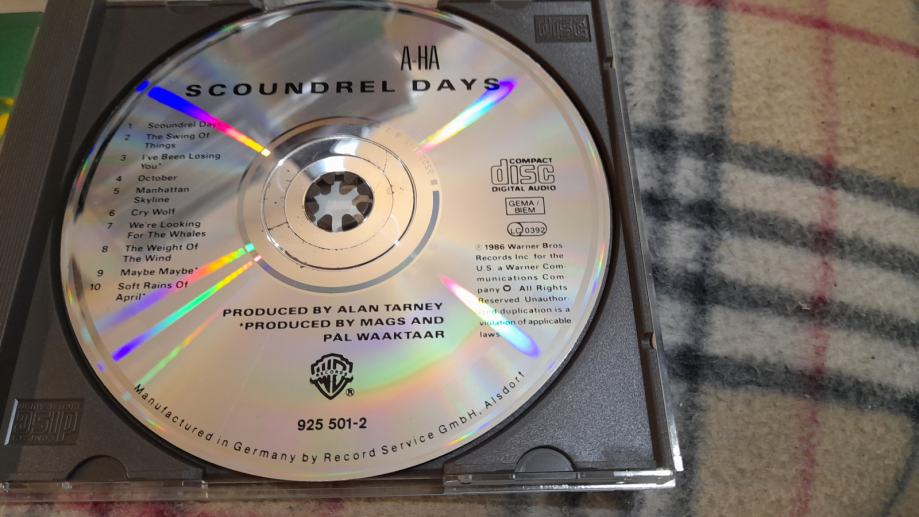 A-HA
SCOUNDREL DAYS
1 Scoundrel Days
2 The Swing Of
Things
3 I've Been Losing
You*
4 October
5 Manhattan
Skyline
6 Cry Wolf
7 We're Looking
For The Whales
8 The Weight Of
The Wind
9 Maybe Maybe*
10 Soft Rains Of
April*
disc
COMPACT
disc
DIGITAL AUDIO
GEMA /
BIEM
LC 0392
℗ 1986 Warner Bros
Records Inc. for the
U.S. a Warner Com-
munications Com-
pany All Rights
Reserved. Unauthor-
ized duplication is a
violation of applicable
laws.
PRODUCED BY ALAN TARNEY
*PRODUCED BY MAGS AND
PAL WAAKTAAR
RECORDS
®
925 501-2
Manufactured in Germany by Record Service GmbH, Alsdorf